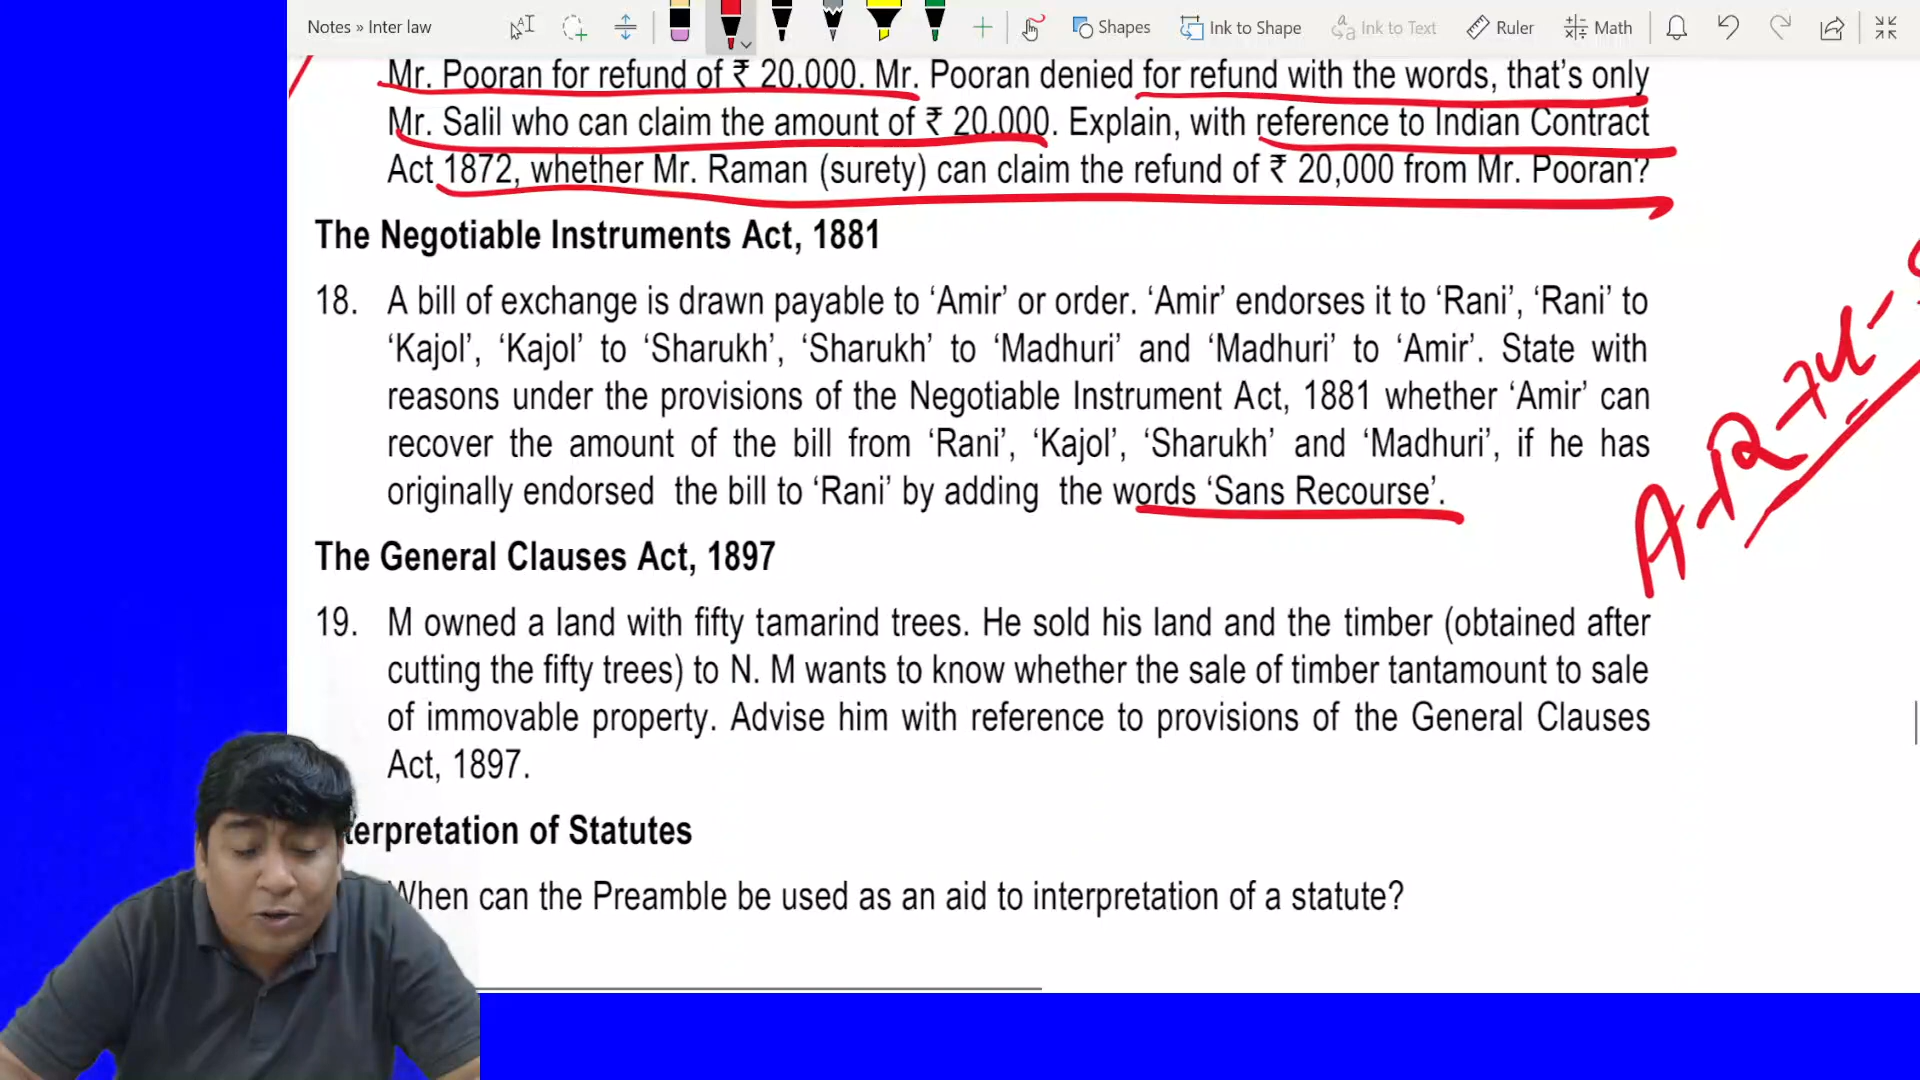 Notes » Inter law
Shapes
Ink to Shape
Ink to Text
Ruler
Math
Mr. Pooran for refund of ₹ 20,000. Mr. Pooran denied for refund with the words, that's only
Mr. Salil who can claim the amount of ₹ 20,000. Explain, with reference to Indian Contract
Act 1872, whether Mr. Raman (surety) can claim the refund of ₹ 20,000 from Mr. Pooran?
The Negotiable Instruments Act, 1881
18. A bill of exchange is drawn payable to 'Amir' or order. 'Amir' endorses it to 'Rani', 'Rani' to
'Kajol', 'Kajol' to 'Sharukh', 'Sharukh' to 'Madhuri' and 'Madhuri' to 'Amir'. State with
reasons under the provisions of the Negotiable Instrument Act, 1881 whether 'Amir' can
recover the amount of the bill from 'Rani', 'Kajol', 'Sharukh' and 'Madhuri', if he has
originally endorsed the bill to 'Rani' by adding the words 'Sans Recourse'.
The General Clauses Act, 1897
19. M owned a land with fifty tamarind trees. He sold his land and the timber (obtained after
cutting the fifty trees) to N. M wants to know whether the sale of timber tantamount to sale
of immovable property. Advise him with reference to provisions of the General Clauses
Act, 1897.
terpretation of Statutes
When can the Preamble be used as an aid to interpretation of a statute?